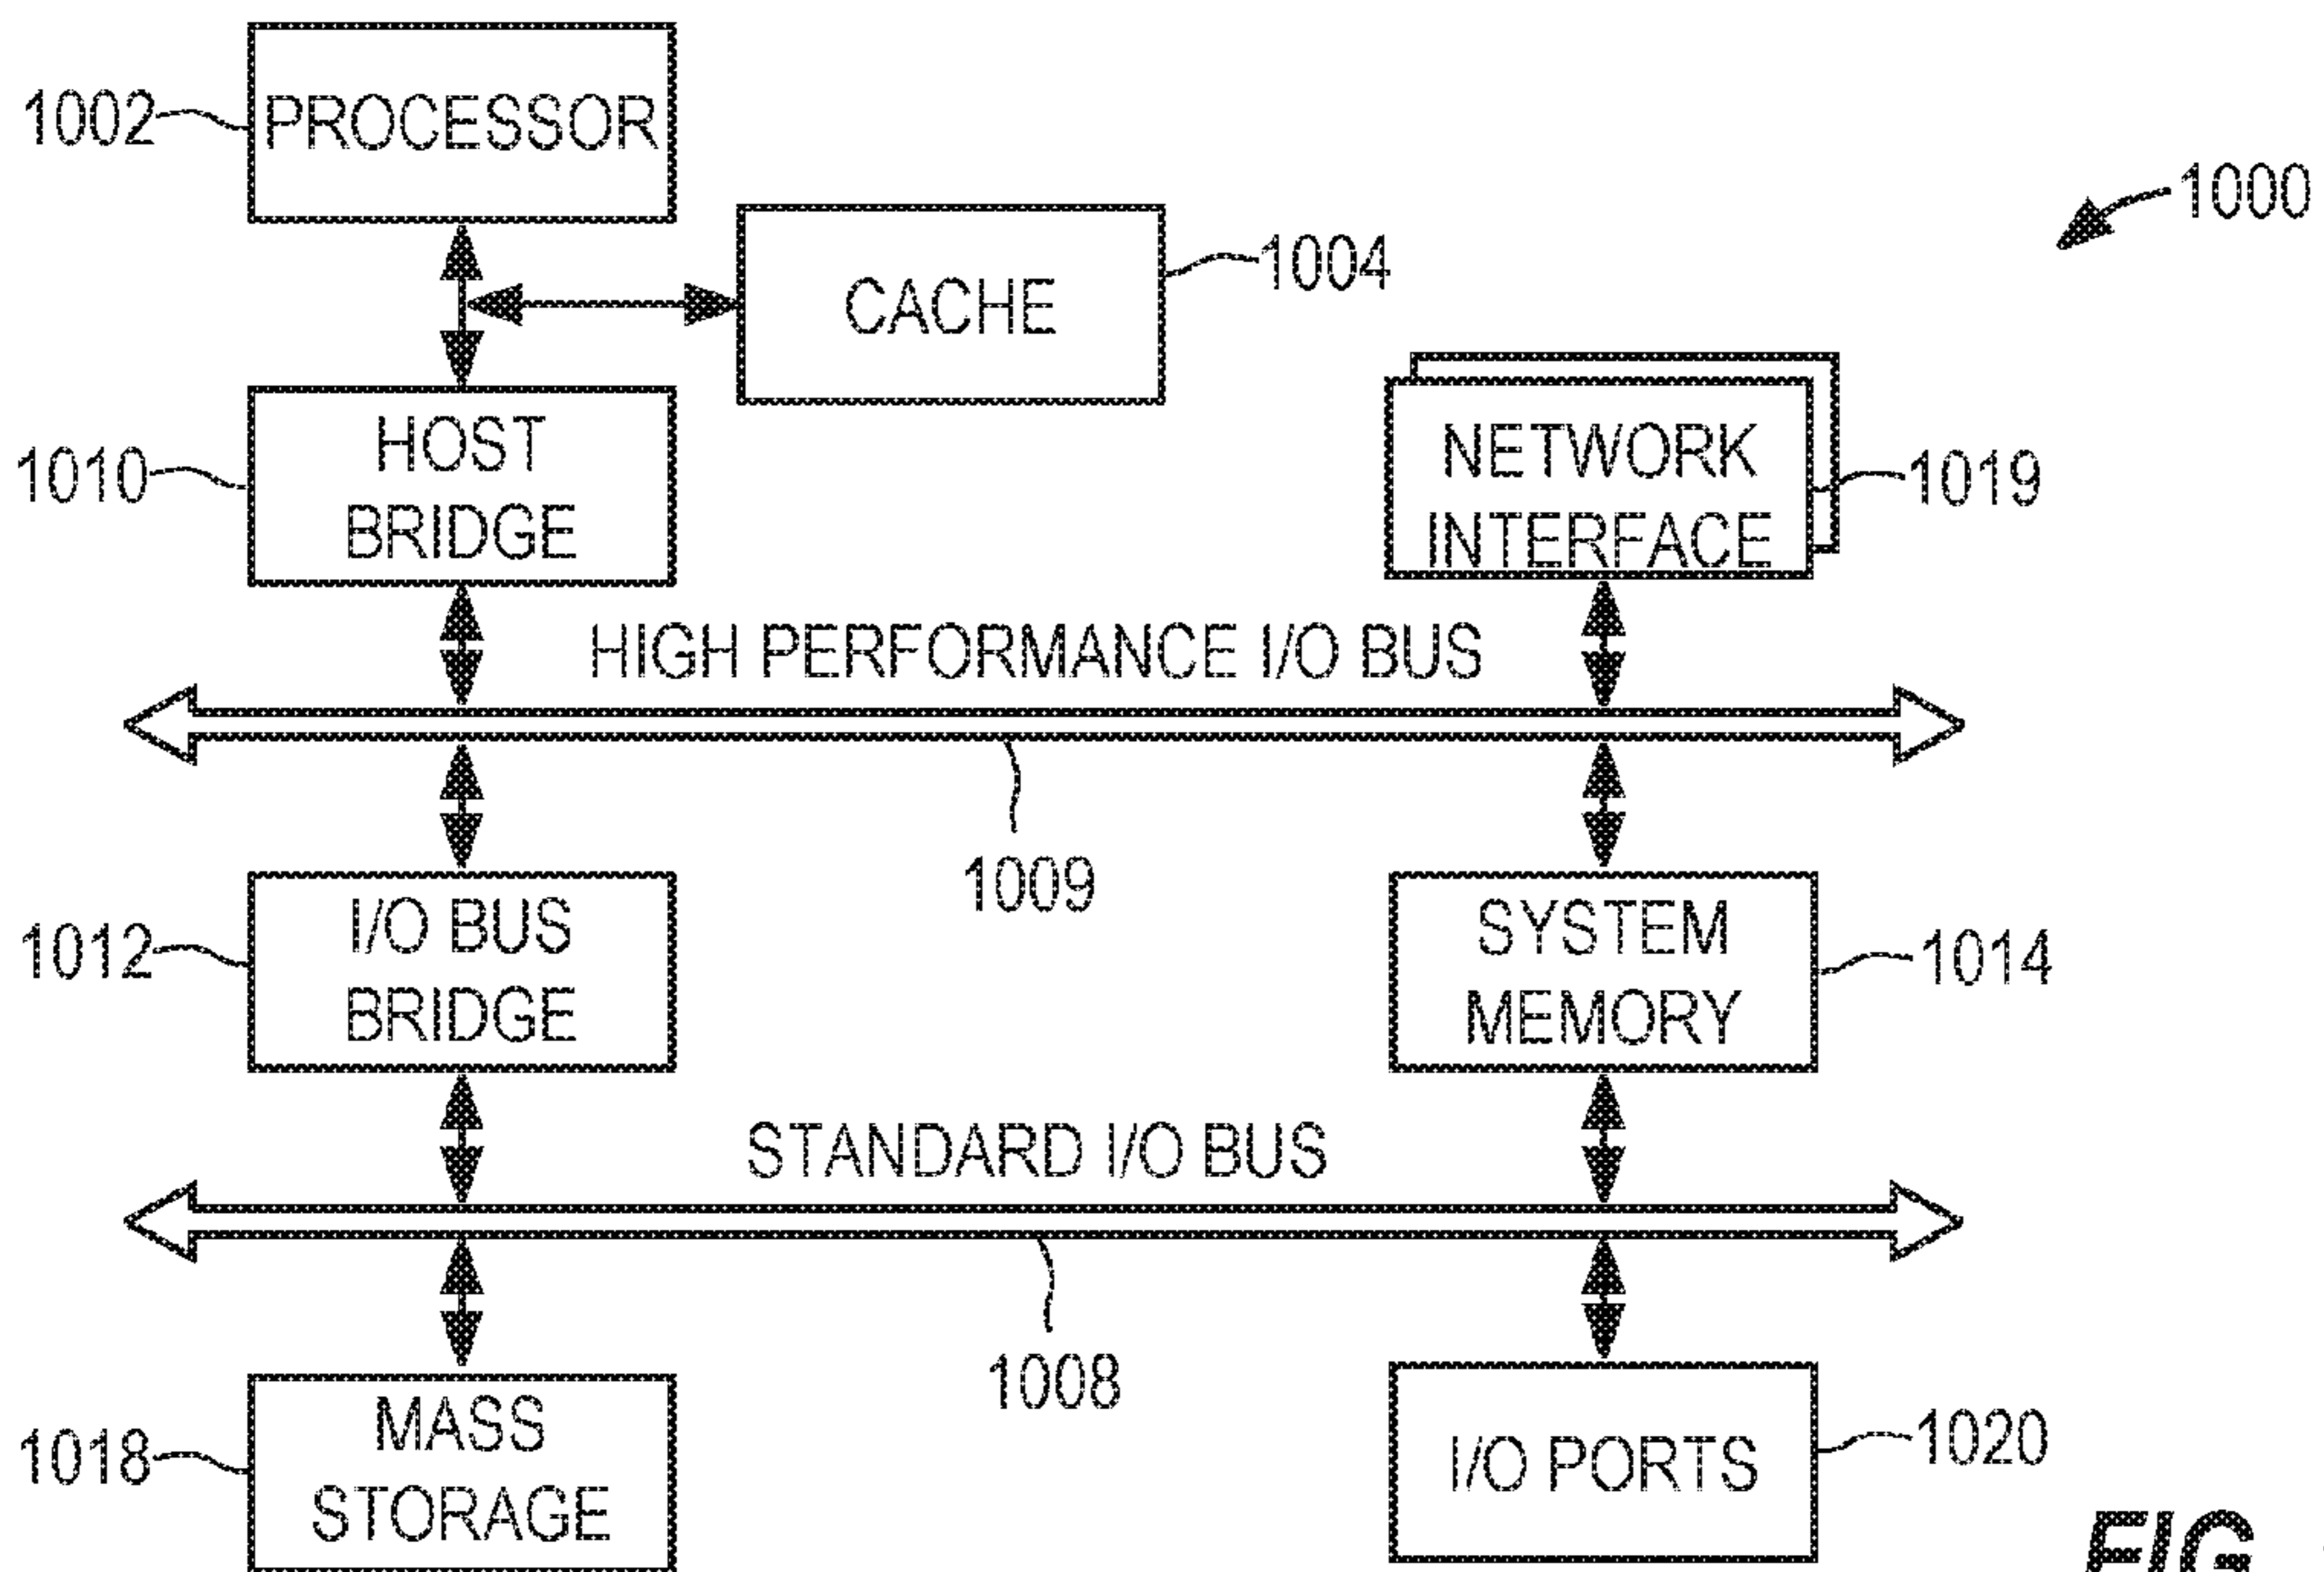 PROCESSOR
1002
1000
CACHE
1004
HOST
BRIDGE
1010
NETWORK
INTERFACE
1019
HIGH PERFORMANCE I/O BUS
1009
I/O BUS
BRIDGE
1012
SYSTEM
MEMORY
1014
STANDARD I/O BUS
1008
MASS
STORAGE
1018
I/O PORTS
1020
FIG.